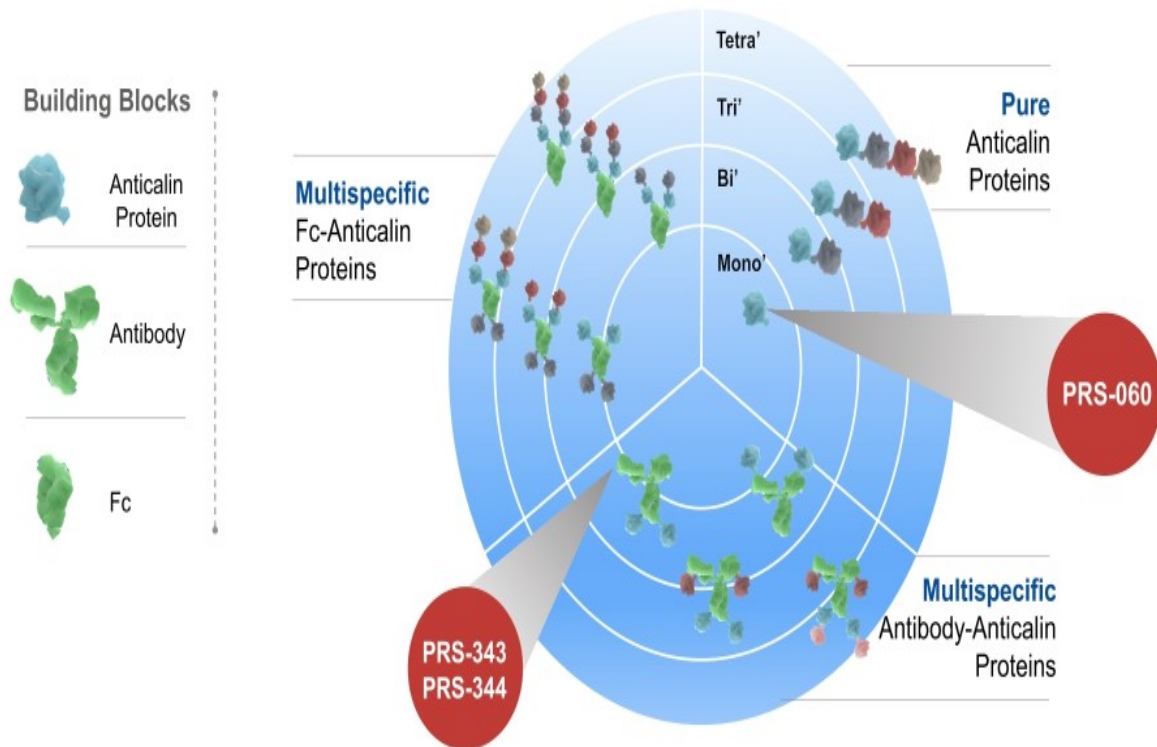 Building Blocks
Anticalin
Protein
Antibody
Fc
Multispecific
Fc-Anticalin
Proteins
Tetra’
Tri’
Bi’
Mono’
Pure
Anticalin
Proteins
PRS-060
PRS-343
PRS-344
Multispecific
Antibody-Anticalin
Proteins